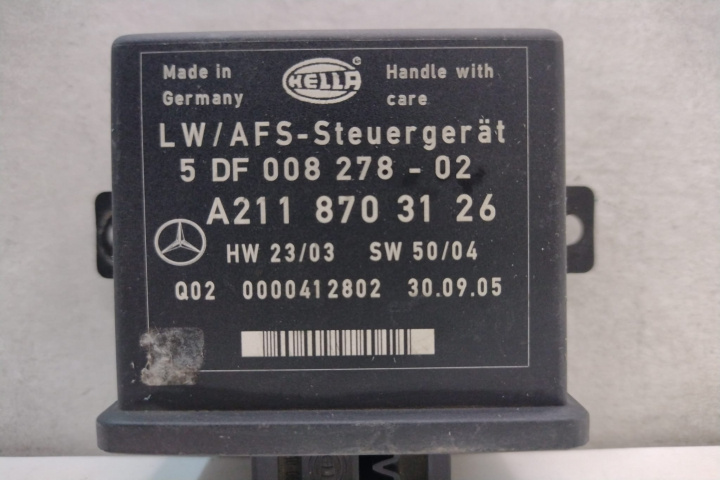 Made in
Germany
HELLA
Handle with
care
LW/AFS-Steuergerät
5 DF 008 278 - 02
A211 870 31 26
HW 23/03 SW 50/04
Q02 0000412802 30.09.05